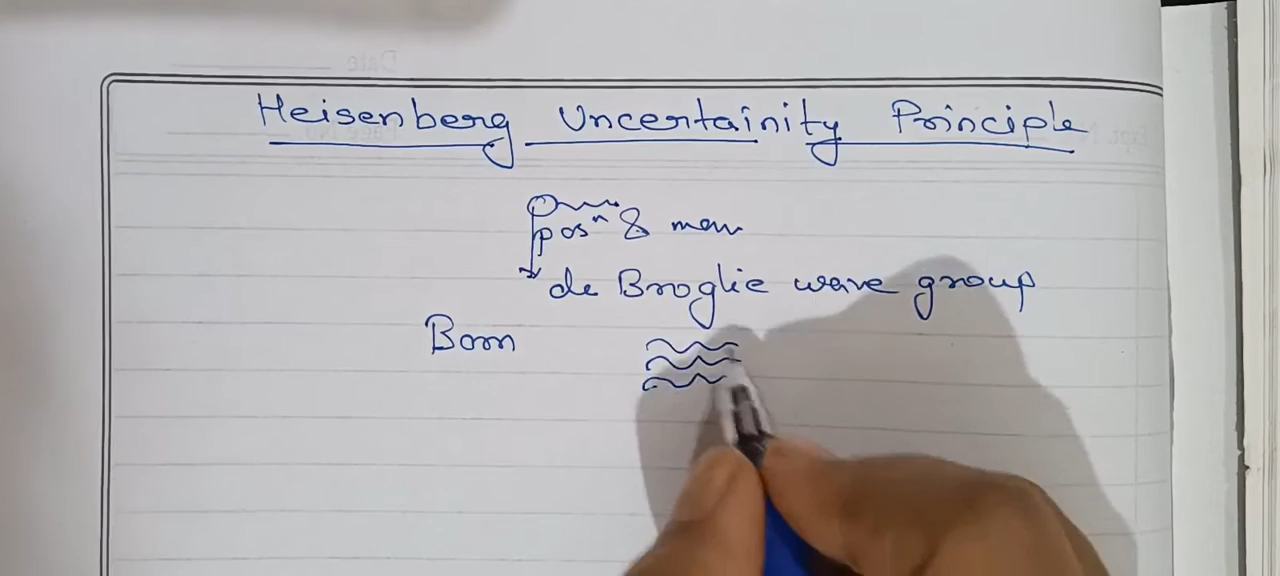 Heisenberg Uncertainity Principle
posⁿ & mom
de Broglie wave group
Born